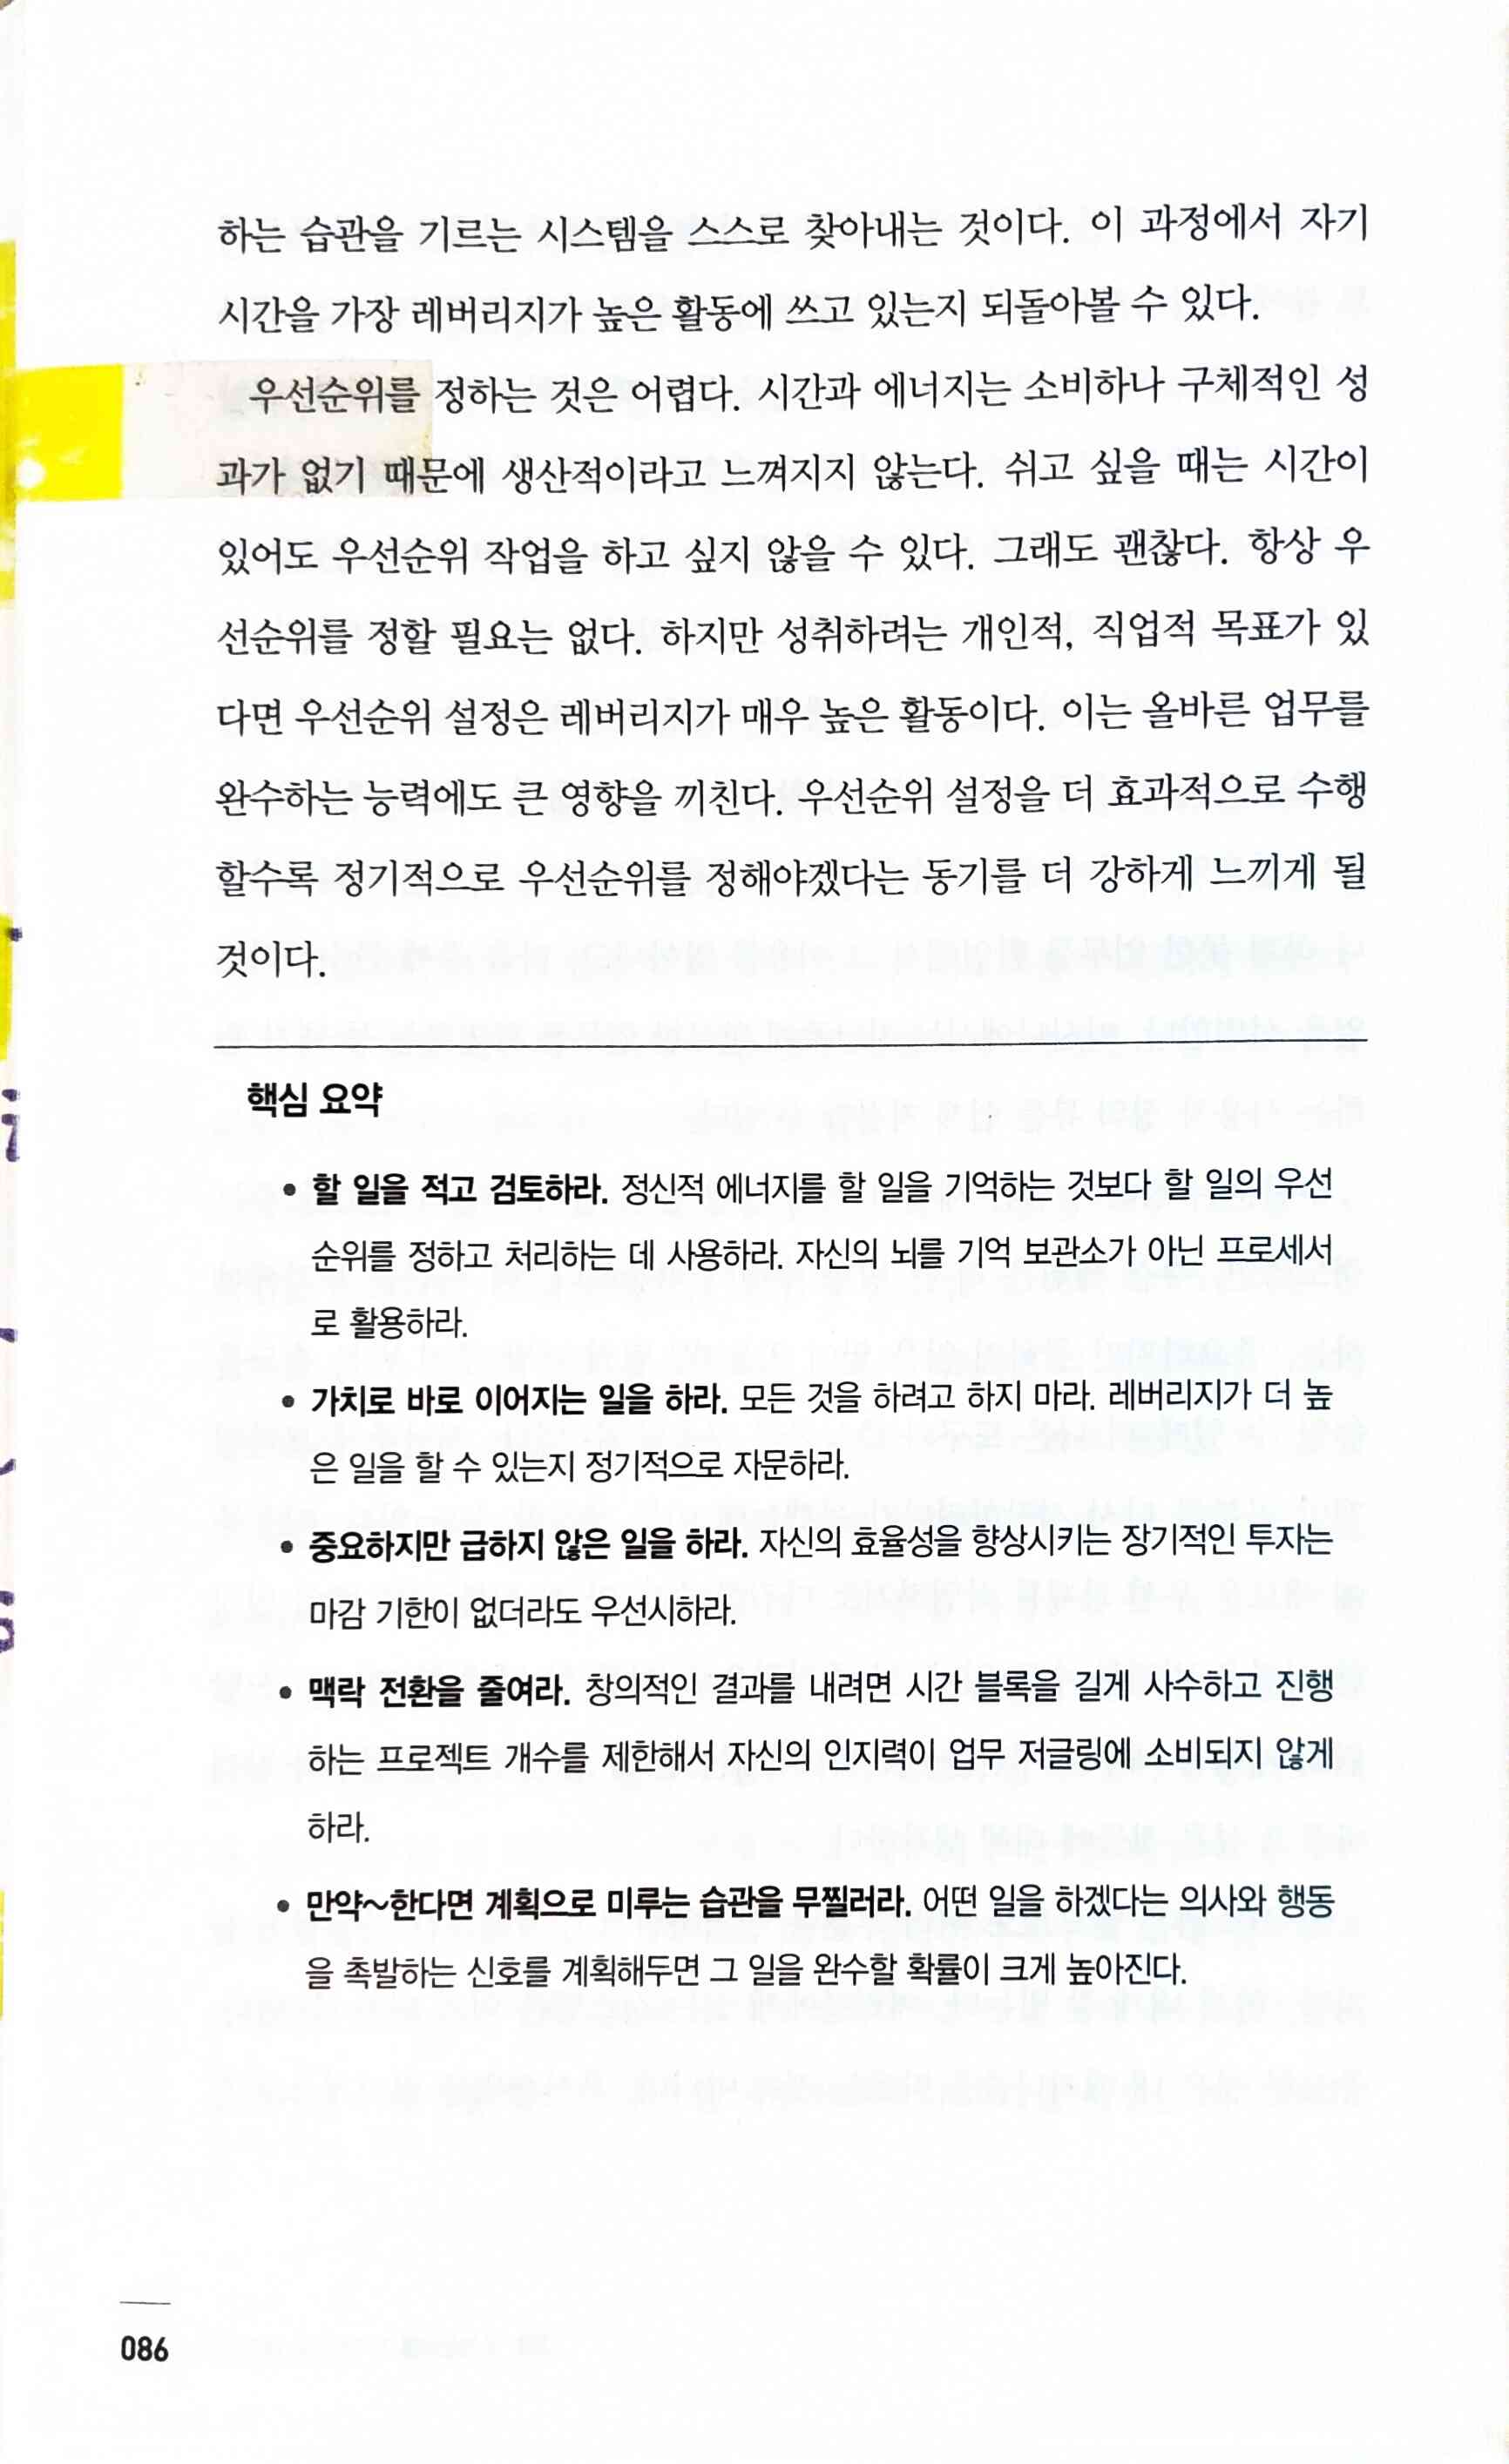 하는 습관을 기르는 시스템을 스스로 찾아내는 것이다. 이 과정에서 자기
시간을 가장 레버리지가 높은 활동에 쓰고 있는지 되돌아볼 수 있다.
우선순위를 정하는 것은 어렵다. 시간과 에너지는 소비하나 구체적인 성
과가 없기 때문에 생산적이라고 느껴지지 않는다. 쉬고 싶을 때는 시간이
있어도 우선순위 작업을 하고 싶지 않을 수 있다. 그래도 괜찮다. 항상 우
선순위를 정할 필요는 없다. 하지만 성취하려는 개인적, 직업적 목표가 있
다면 우선순위 설정은 레버리지가 매우 높은 활동이다. 이는 올바른 업무를
완수하는 능력에도 큰 영향을 끼친다. 우선순위 설정을 더 효과적으로 수행
할수록 정기적으로 우선순위를 정해야겠다는 동기를 더 강하게 느끼게 될
것이다.
핵심 요약
• 할 일을 적고 검토하라. 정신적 에너지를 할 일을 기억하는 것보다 할 일의 우선
순위를 정하고 처리하는 데 사용하라. 자신의 뇌를 기억 보관소가 아닌 프로세서
로 활용하라.
• 가치로 바로 이어지는 일을 하라. 모든 것을 하려고 하지 마라. 레버리지가 더 높
은 일을 할 수 있는지 정기적으로 자문하라.
• 중요하지만 급하지 않은 일을 하라. 자신의 효율성을 향상시키는 장기적인 투자는
마감 기한이 없더라도 우선시하라.
• 맥락 전환을 줄여라. 창의적인 결과를 내려면 시간 블록을 길게 사수하고 진행
하는 프로젝트 개수를 제한해서 자신의 인지력이 업무 저글링에 소비되지 않게
하라.
• 만약~한다면 계획으로 미루는 습관을 무찔러라. 어떤 일을 하겠다는 의사와 행동
을 촉발하는 신호를 계획해두면 그 일을 완수할 확률이 크게 높아진다.
086